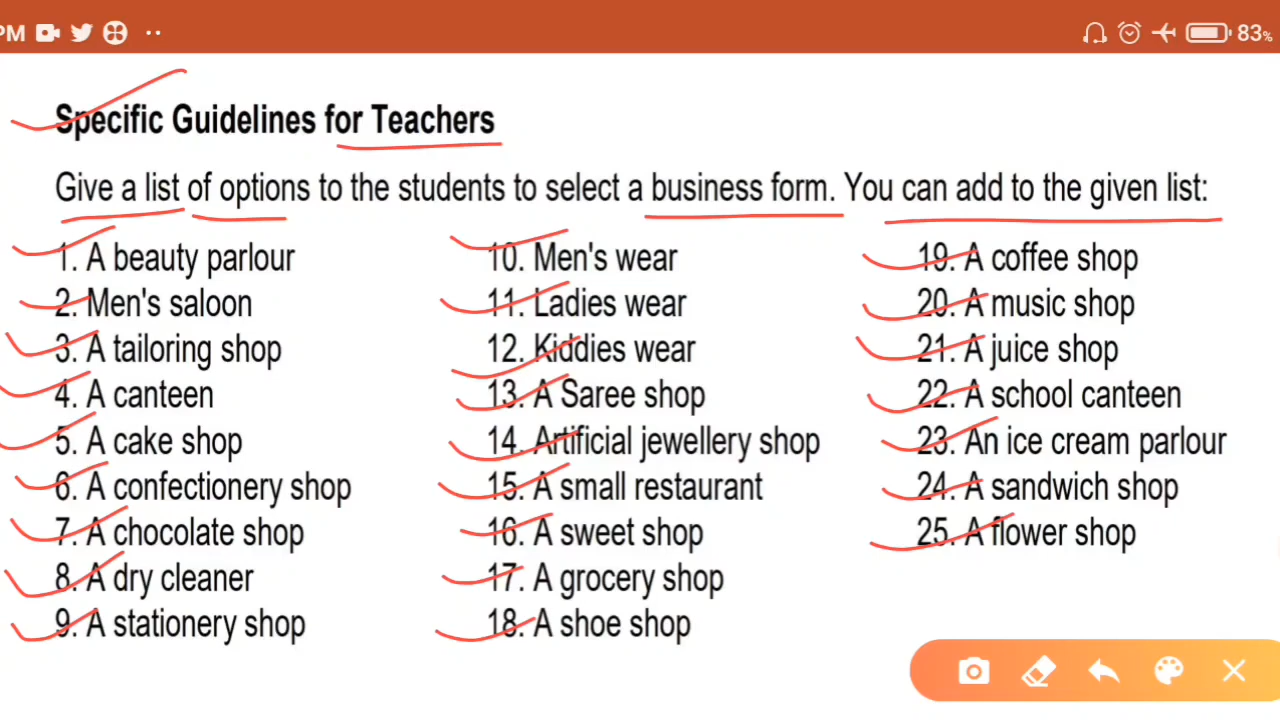 PM
83%
Specific Guidelines for Teachers
Give a list of options to the students to select a business form. You can add to the given list:
1. A beauty parlour
2. Men's saloon
3. A tailoring shop
4. A canteen
5. A cake shop
6. A confectionery shop
7. A chocolate shop
8. A dry cleaner
9. A stationery shop
10. Men's wear
11. Ladies wear
12. Kiddies wear
13. A Saree shop
14. Artificial jewellery shop
15. A small restaurant
16. A sweet shop
17. A grocery shop
18. A shoe shop
19. A coffee shop
20. A music shop
21. A juice shop
22. A school canteen
23. An ice cream parlour
24. A sandwich shop
25. A flower shop